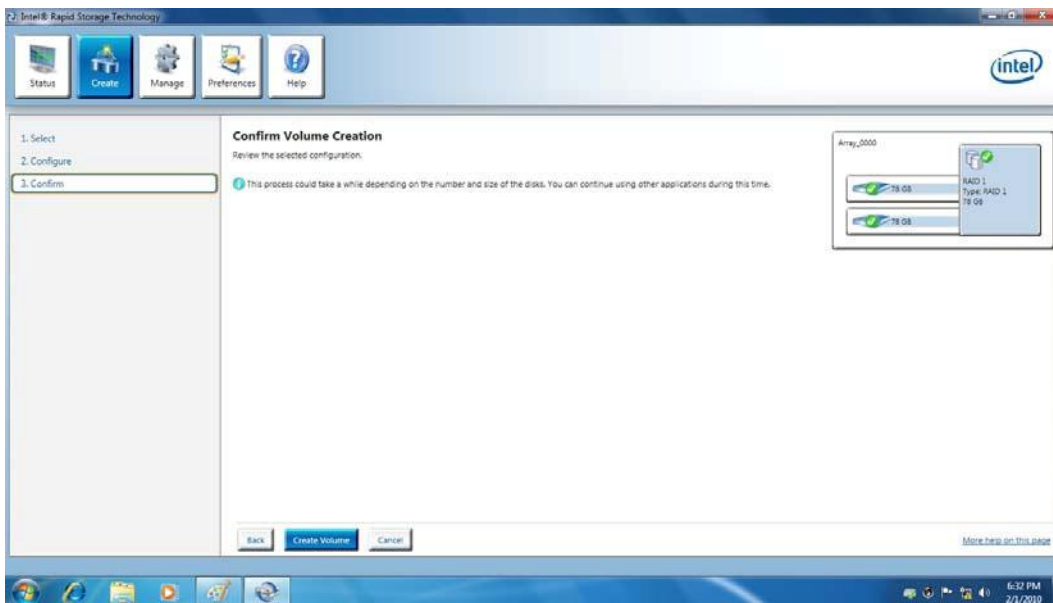 Intel® Rapid Storage Technology
Status
Create
Manage
Preferences
Help
intel
1. Select
2. Configure
3. Confirm
Confirm Volume Creation
Review the selected configuration.
This process could take a while depending on the number and size of the disks. You can continue using other applications during this time.
Array_0000
78 GB
78 GB
RAID 1
Type: RAID 1
78 GB
Back
Create Volume
Cancel
More help on this page
6:32 PM
2/1/2010